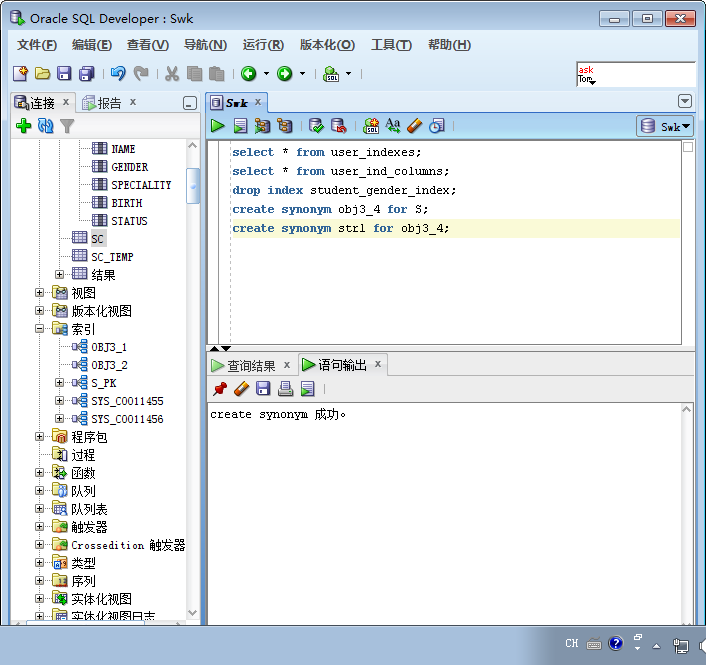 Oracle SQL Developer : Swk
文件(F) 编辑(E) 查看(V) 导航(N) 运行(R) 版本化(O) 工具(T) 帮助(H)
SQL
ask
Tom
连接 x 报告 x
Swk x
SQL Aa
Swk
NAME
GENDER
SPECIALITY
BIRTH
STATUS
SC
SC_TEMP
结果
视图
版本化视图
索引
OBJ3_1
OBJ3_2
S_PK
SYS_C0011455
SYS_C0011456
程序包
过程
函数
队列
队列表
触发器
Crossedition 触发器
类型
序列
实体化视图
实体化视图日志
select * from user_indexes;
select * from user_ind_columns;
drop index student_gender_index;
create synonym obj3_4 for S;
create synonym str1 for obj3_4;
查询结果 x 语句输出 x
create synonym 成功。
CH ?